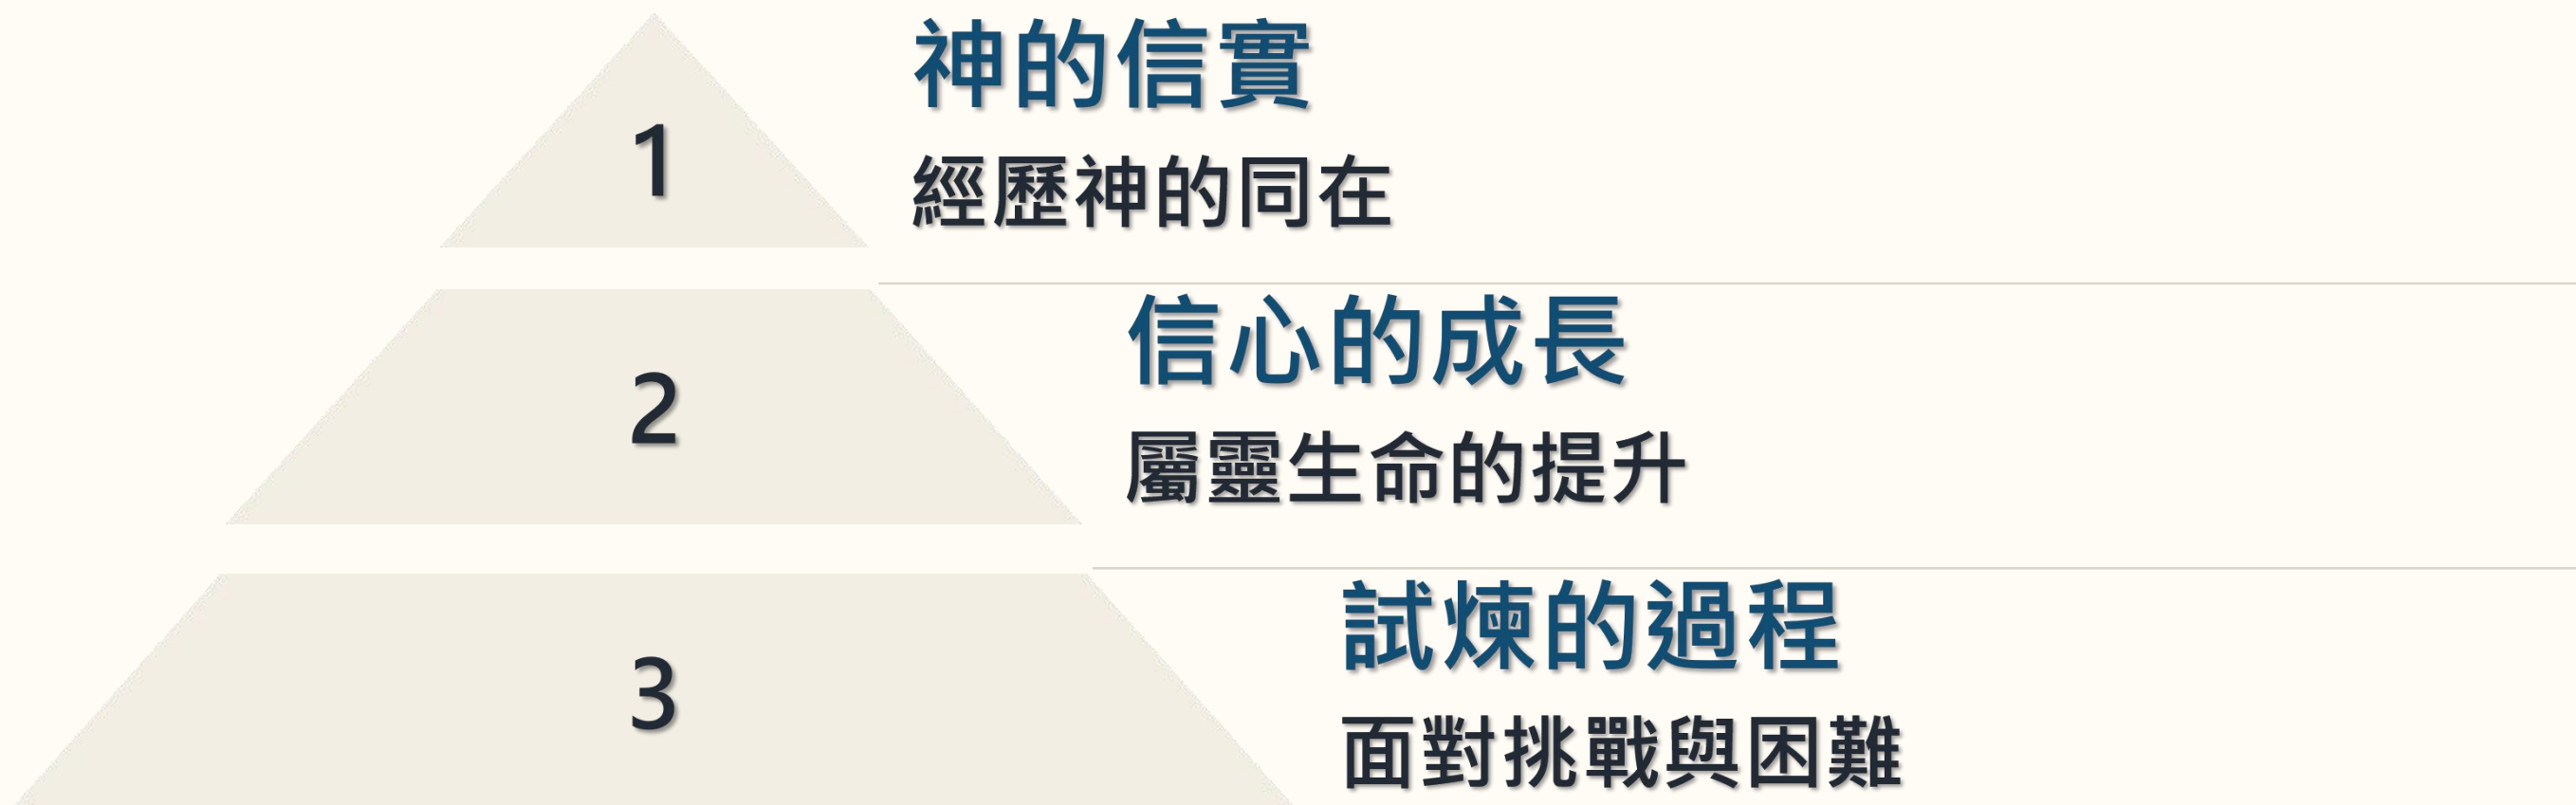 1
神的信實
經歷神的同在
2
信心的成長
屬靈生命的提升
3
試煉的過程
面對挑戰與困難